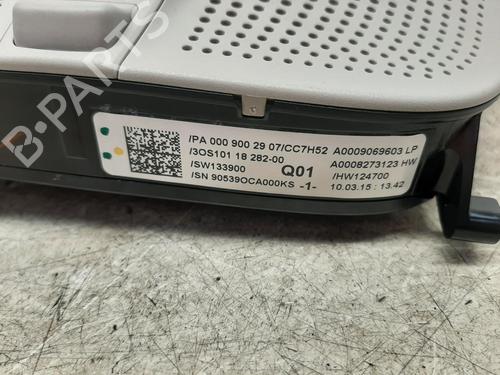 B-PARTS
/PA 000 900 29 07/CC7H52 A0009069603 LP
/3OS101 18 282-00 A0008273123 HW
/SW133900 Q01 /HW124700
/SN 90539OCA000KS -1- 10.03.15 : 13.42